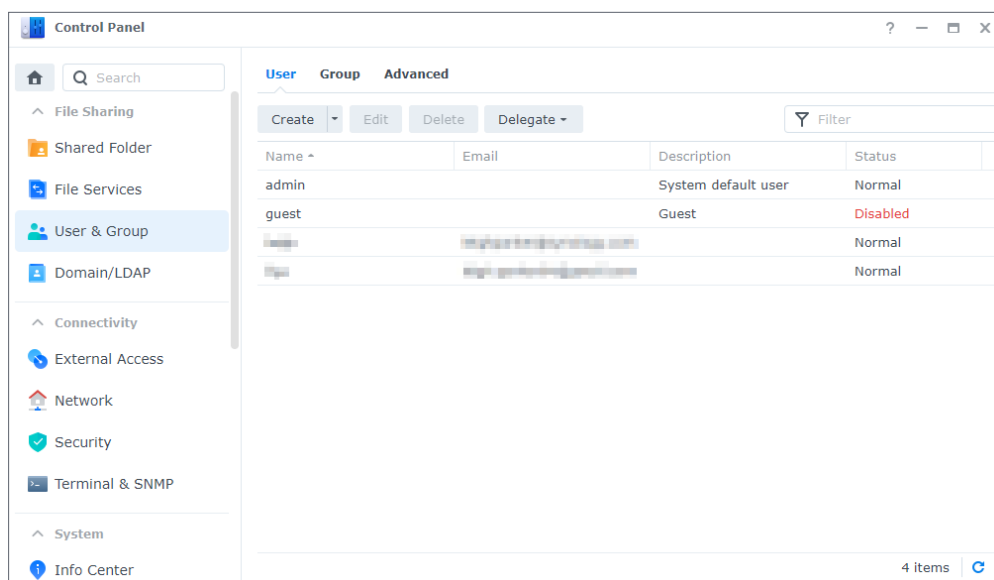 Control Panel
?
Search
File Sharing
Shared Folder
File Services
User & Group
Domain/LDAP
Connectivity
External Access
Network
Security
Terminal & SNMP
System
Info Center
User Group Advanced
Create Edit Delete Delegate Filter
Name Email Description Status
admin System default user Normal
guest Guest Disabled
Normal
Normal
4 items